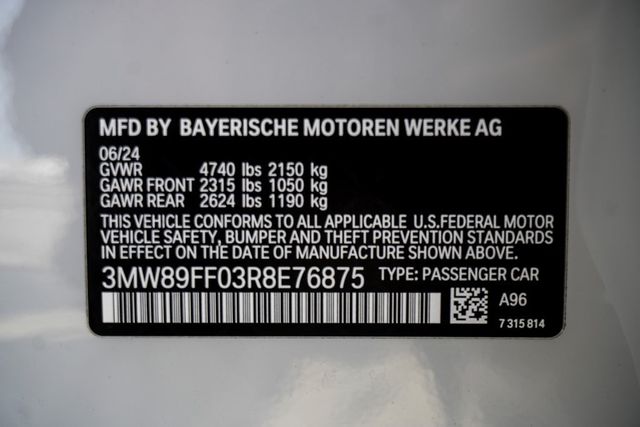 MFD BY BAYERISCHE MOTOREN WERKE AG
06/24
GVWR 4740 lbs 2150 kg
GAWR FRONT 2315 lbs 1050 kg
GAWR REAR 2624 lbs 1190 kg
THIS VEHICLE CONFORMS TO ALL APPLICABLE U.S.FEDERAL MOTOR
VEHICLE SAFETY, BUMPER AND THEFT PREVENTION STANDARDS
IN EFFECT ON THE DATE OF MANUFACTURE SHOWN ABOVE.
3MW89FF03R8E76875 TYPE: PASSENGER CAR
A96
7 315 814